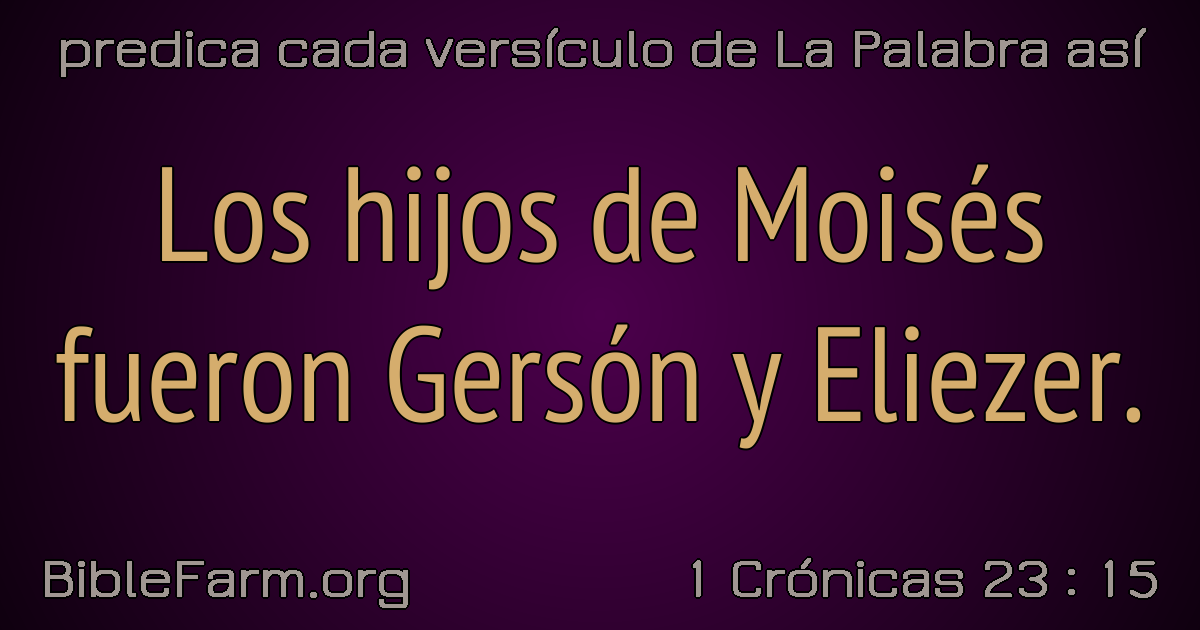 predica cada versículo de La Palabra así
Los hijos de Moisés
fueron Gersón y Eliezer.
BibleFarm.org
1 Crónicas 23 : 15